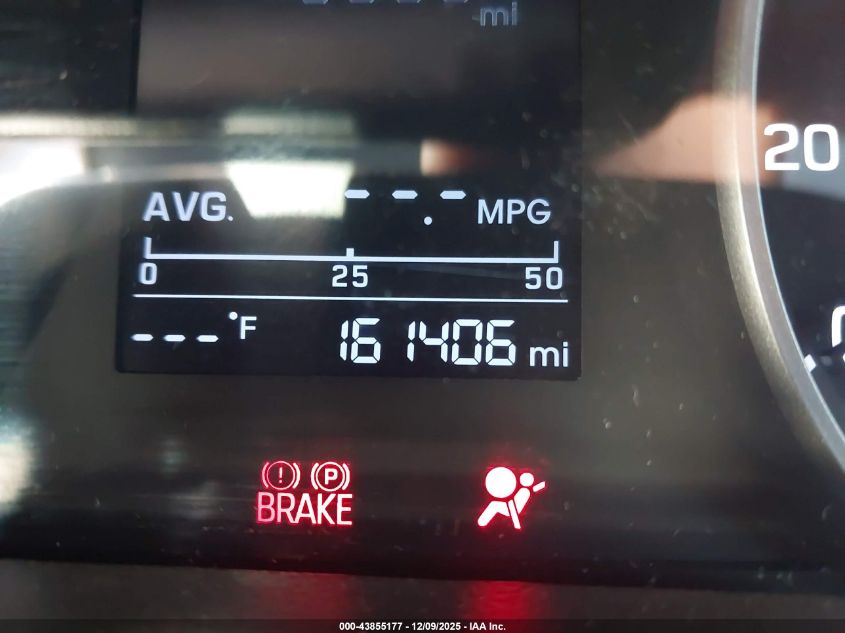 mi
20
AVG. --.- MPG
0 25 50
---°F 161406 mi
(!) (P)
BRAKE
000-43855177 - 12/09/2025 - IAA Inc.